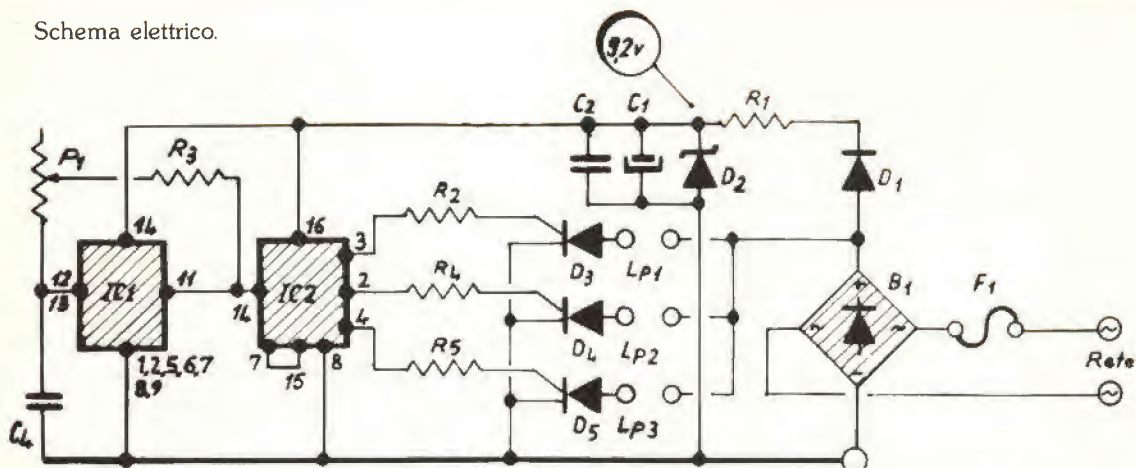 Schema elettrico.
9,2v
C2 C1 R1
P1 R3 D2 D1
14 16 R2
3
D3 LP1
12 IC1 11 IC2 2 R4 B1 F1
13 14 4
D4 LP2
1,2,5,6,7 7 15 8 R5 Rete
8,9
D5 LP3
C4